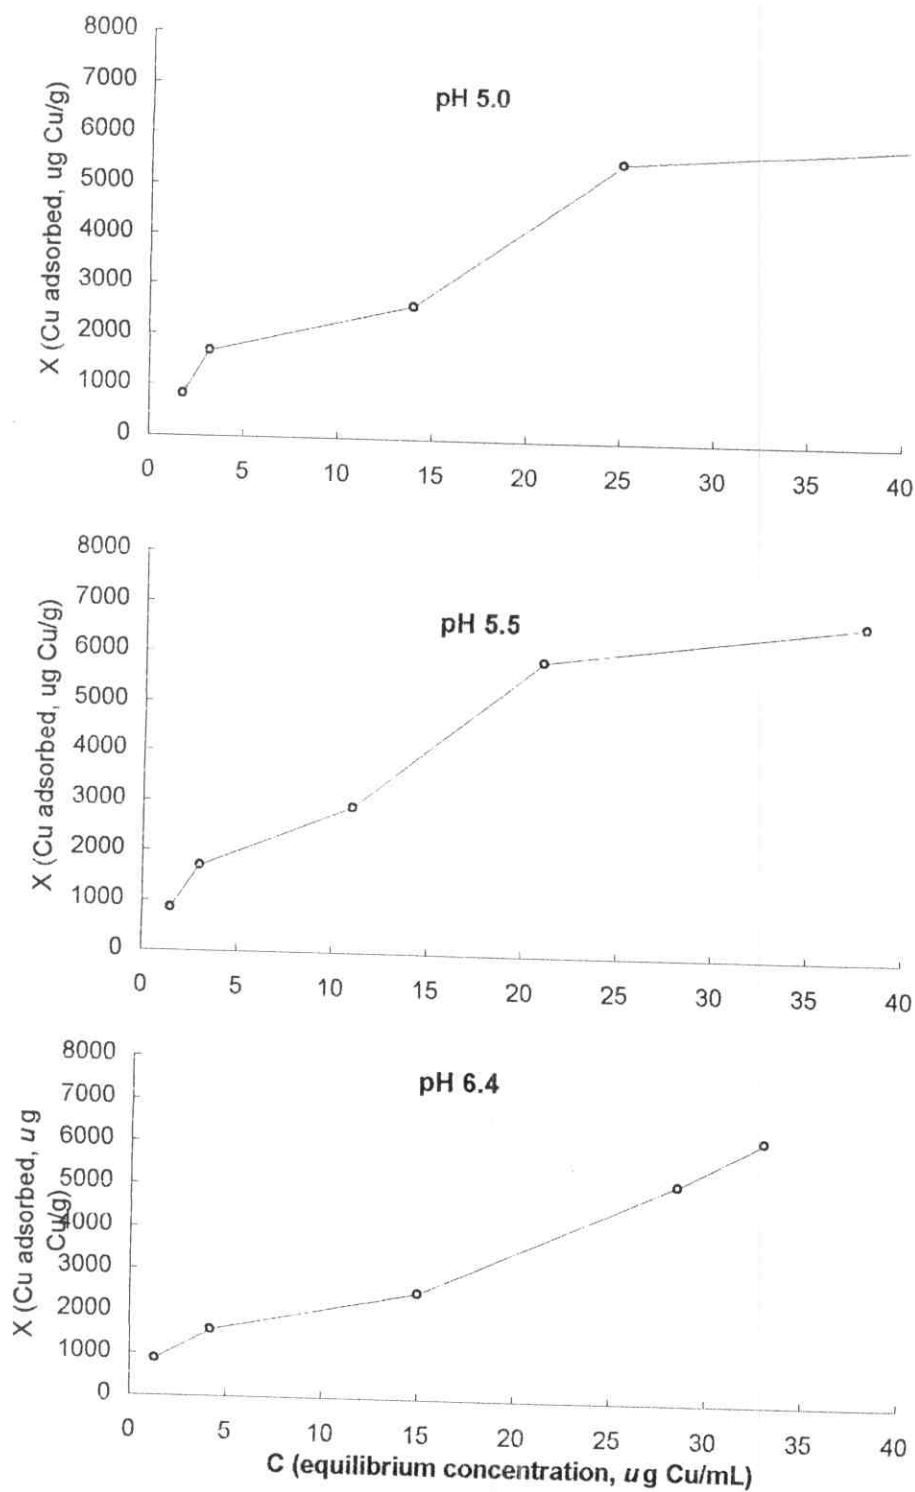 8000
7000
6000
5000
4000
3000
2000
1000
0
X (Cu adsorbed, ug Cu/g)
pH 5.0
0 5 10 15 20 25 30 35 40
8000
7000
6000
5000
4000
3000
2000
1000
0
X (Cu adsorbed, ug Cu/g)
pH 5.5
0 5 10 15 20 25 30 35 40
8000
7000
6000
5000
4000
3000
2000
1000
0
X (Cu adsorbed, ug
Cu/g)
pH 6.4
0 5 10 15 20 25 30 35 40
C (equilibrium concentration, ug Cu/mL)